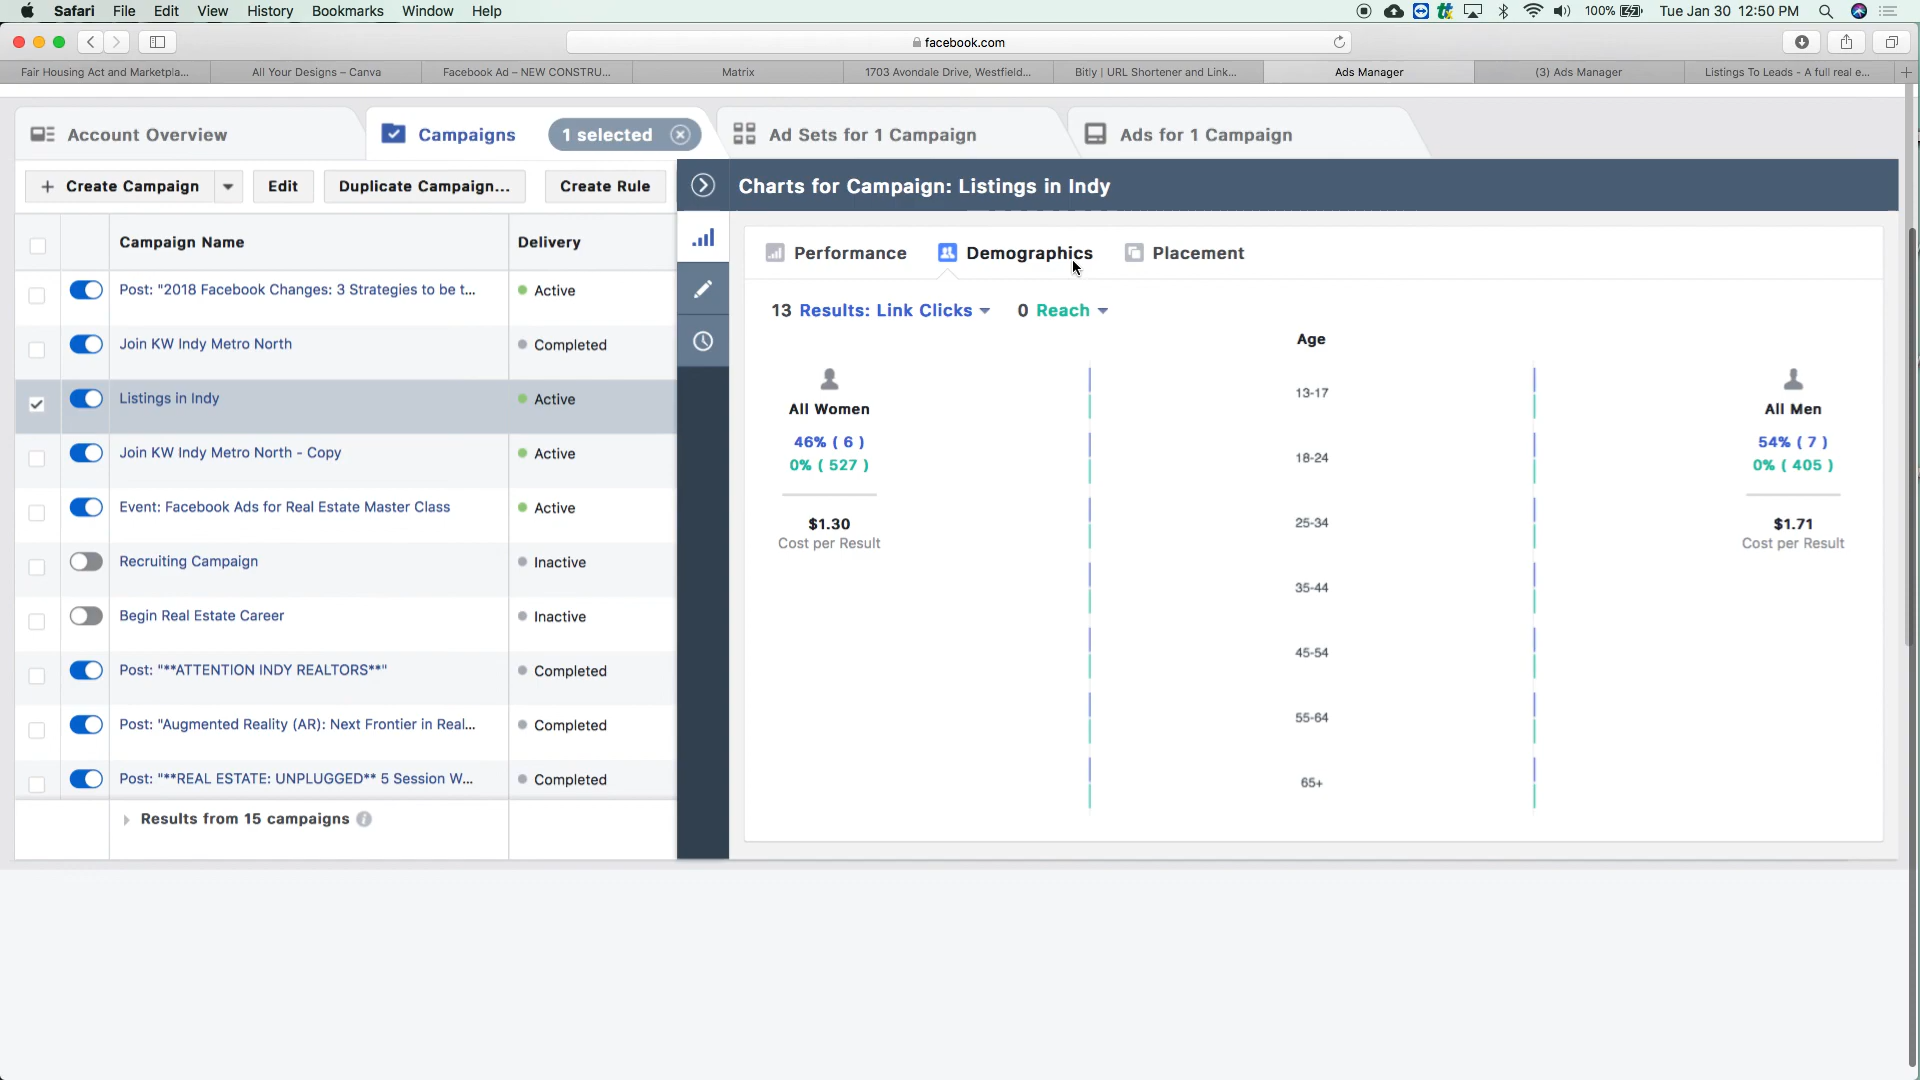 Safari File Edit View History Bookmarks Window Help
100% Tue Jan 30 12:50 PM
facebook.com
Fair Housing Act and Marketpla...
All Your Designs – Canva
Facebook Ad – NEW CONSTRU...
Matrix
1703 Avondale Drive, Westfield...
Bitly | URL Shortener and Link...
Ads Manager
(3) Ads Manager
Listings To Leads - A full real e...
Account Overview
Campaigns
1 selected
Ad Sets for 1 Campaign
Ads for 1 Campaign
+ Create Campaign
Edit
Duplicate Campaign...
Create Rule
Charts for Campaign: Listings in Indy
Campaign Name Delivery
Post: "2018 Facebook Changes: 3 Strategies to be t... Active
Join KW Indy Metro North Completed
Listings in Indy Active
Join KW Indy Metro North - Copy Active
Event: Facebook Ads for Real Estate Master Class Active
Recruiting Campaign Inactive
Begin Real Estate Career Inactive
Post: "**ATTENTION INDY REALTORS**" Completed
Post: "Augmented Reality (AR): Next Frontier in Real... Completed
Post: "**REAL ESTATE: UNPLUGGED** 5 Session W... Completed
Results from 15 campaigns
Performance Demographics Placement
13 Results: Link Clicks 0 Reach
Age
All Women
46% ( 6 )
0% ( 527 )
$1.30
Cost per Result
13-17
18-24
25-34
35-44
45-54
55-64
65+
All Men
54% ( 7 )
0% ( 405 )
$1.71
Cost per Result